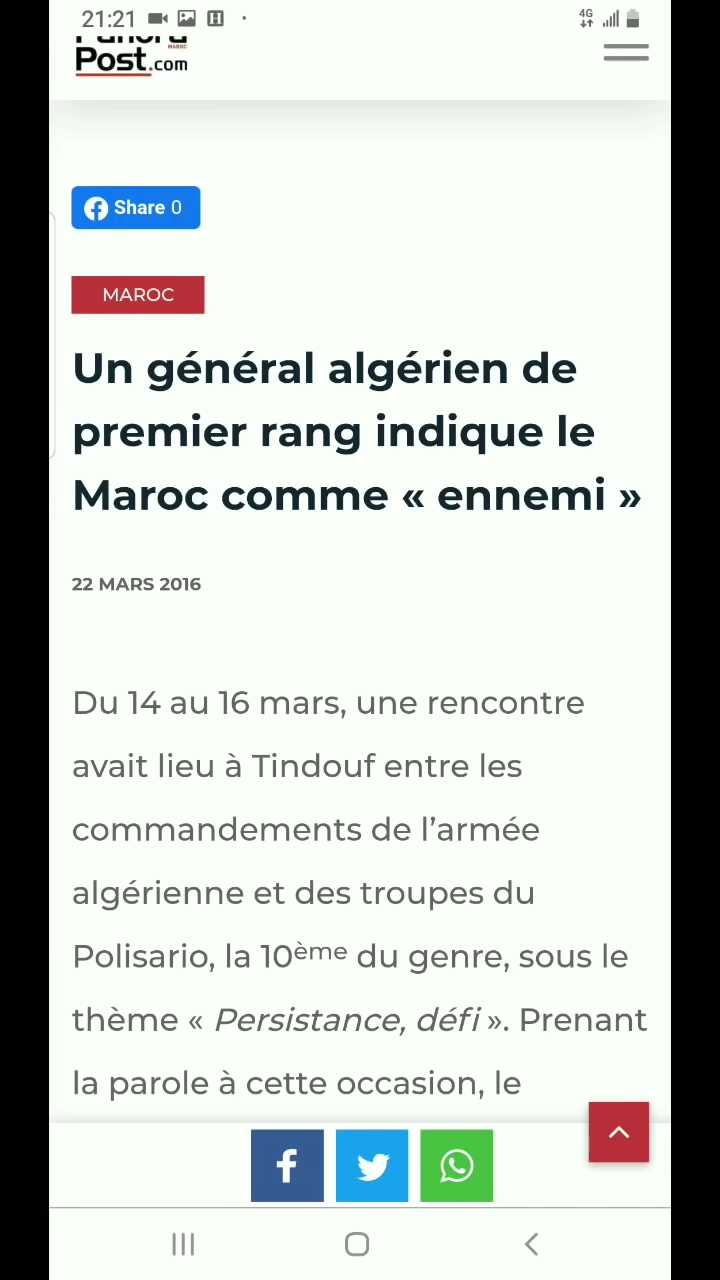 21:21
4G
Post.com
MAROC
Share 0
MAROC
Un général algérien de
premier rang indique le
Maroc comme « ennemi »
22 MARS 2016
Du 14 au 16 mars, une rencontre
avait lieu à Tindouf entre les
commandements de l’armée
algérienne et des troupes du
Polisario, la 10ème du genre, sous le
thème « Persistance, défi ». Prenant
la parole à cette occasion, le